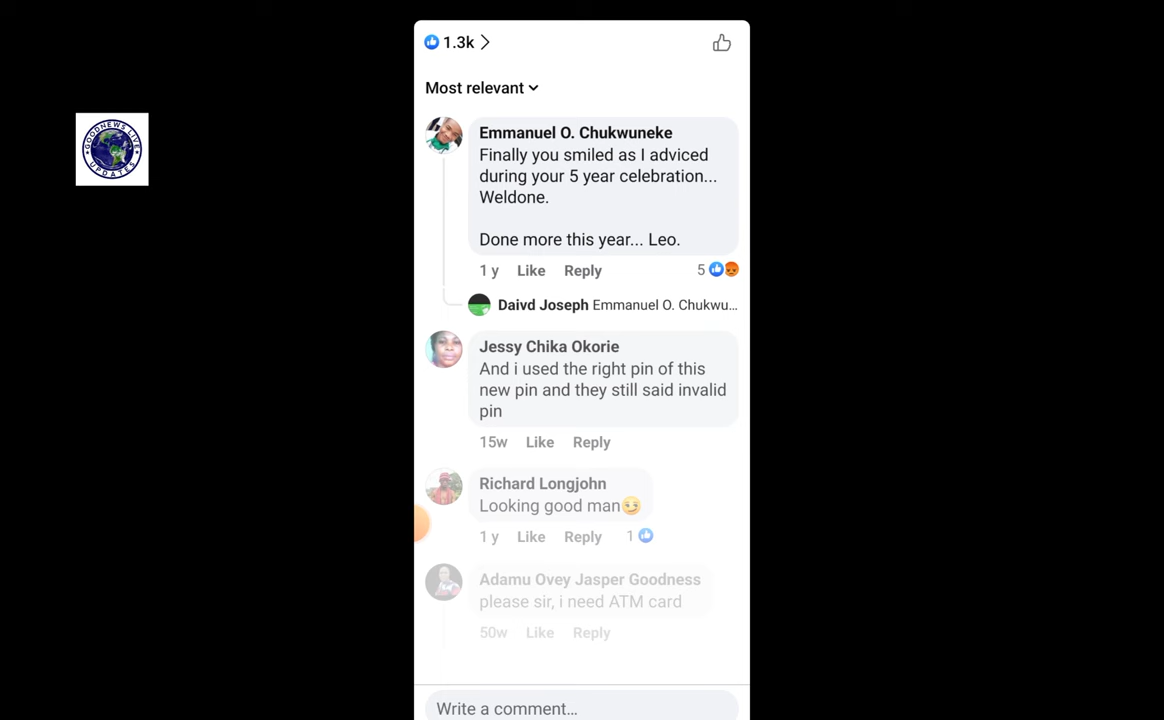 1.3k
Most relevant
GOODNEWS LIVE
UPDATES
Emmanuel O. Chukwuneke
Finally you smiled as I adviced
during your 5 year celebration...
Weldone.
Done more this year... Leo.
1 y Like Reply 5
Daivd Joseph Emmanuel O. Chukwu...
Jessy Chika Okorie
And i used the right pin of this
new pin and they still said invalid
pin
15w Like Reply
Richard Longjohn
Looking good man😏
1 y Like Reply 1
Adamu Ovey Jasper Goodness
please sir, i need ATM card
50w Like Reply
Write a comment...